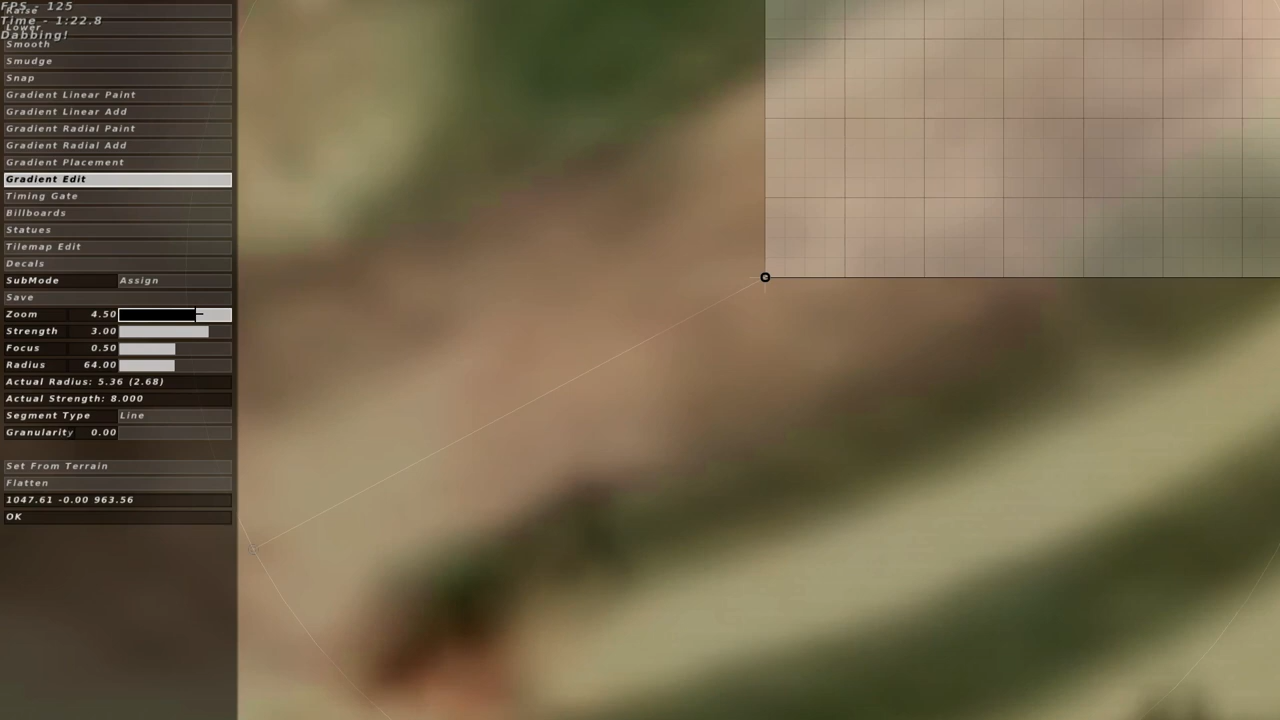 FPS - 125
Raise
Time - 1:22.8
Lower
Dabbing!
Smooth
Smudge
Snap
Gradient Linear Paint
Gradient Linear Add
Gradient Radial Paint
Gradient Radial Add
Gradient Placement
Gradient Edit
Timing Gate
Billboards
Statues
Tilemap Edit
Decals
SubMode Assign
Save
Zoom 4.50
Strength 3.00
Focus 0.50
Radius 64.00
Actual Radius: 5.36 (2.68)
Actual Strength: 8.000
Segment Type Line
Granularity 0.00
Set From Terrain
Flatten
1047.61 -0.00 963.56
OK